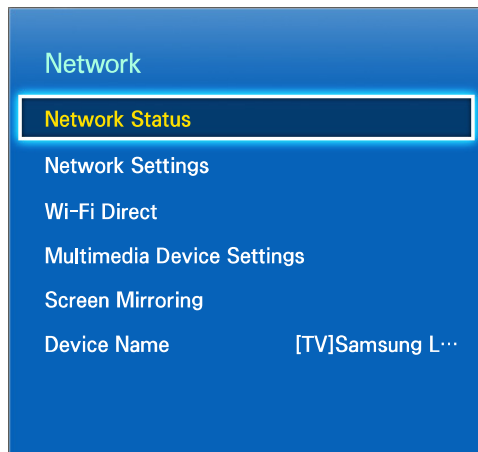 Network
Network Status
Network Settings
Wi-Fi Direct
Multimedia Device Settings
Screen Mirroring
Device Name [TV]Samsung L···